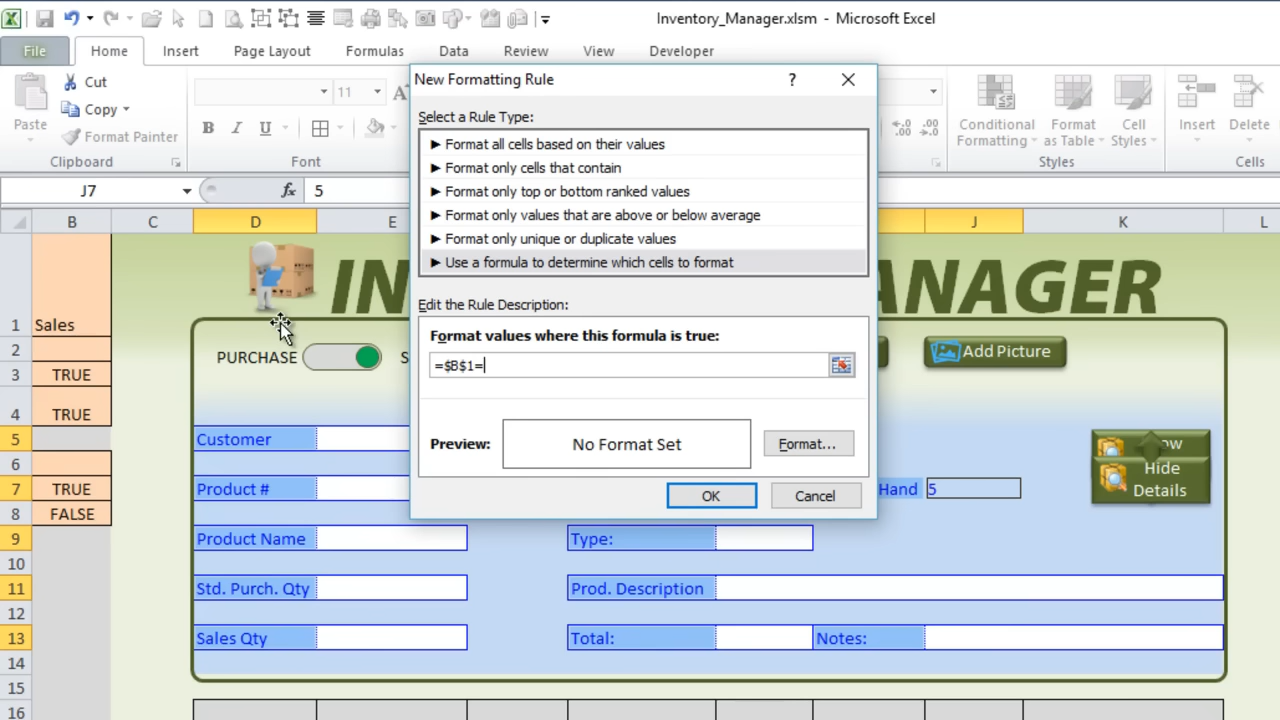 Inventory_Manager.xlsm - Microsoft Excel
File Home Insert Page Layout Formulas Data Review View Developer
Paste
Cut
Copy
Format Painter
Clipboard
11
B I U
Font
Conditional Formatting
Format as Table
Cell Styles
Styles
Insert Delete
Cells
J7 fx 5
B C D E J K L
1 Sales
2
3 TRUE
4 TRUE
5
6
7 TRUE
8 FALSE
9
10
11
12
13
14
15
16
IN
ANAGER
PURCHASE S
Add Picture
Customer
Product #
Hand 5
Hide Details
Product Name Type:
Std. Purch. Qty Prod. Description
Sales Qty Total: Notes:
New Formatting Rule ?
Select a Rule Type:
► Format all cells based on their values
► Format only cells that contain
► Format only top or bottom ranked values
► Format only values that are above or below average
► Format only unique or duplicate values
► Use a formula to determine which cells to format
Edit the Rule Description:
Format values where this formula is true:
=$B$1=
Preview: No Format Set Format...
OK Cancel